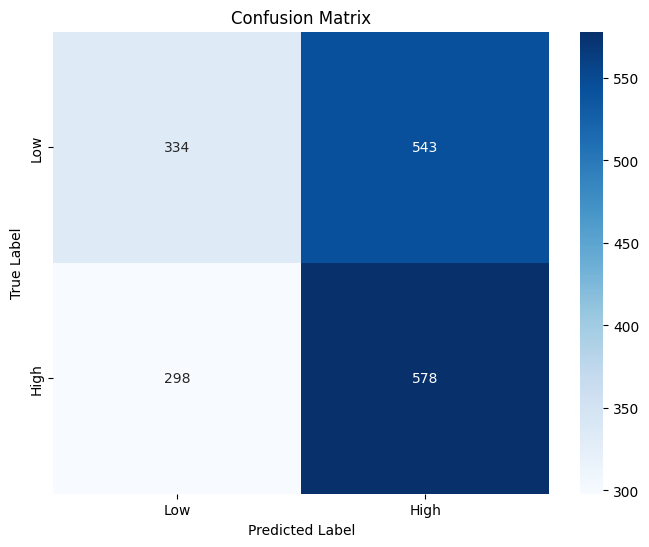 Confusion Matrix
Low
334
543
High
298
578
True Label
Low
High
Predicted Label
550
500
450
400
350
300